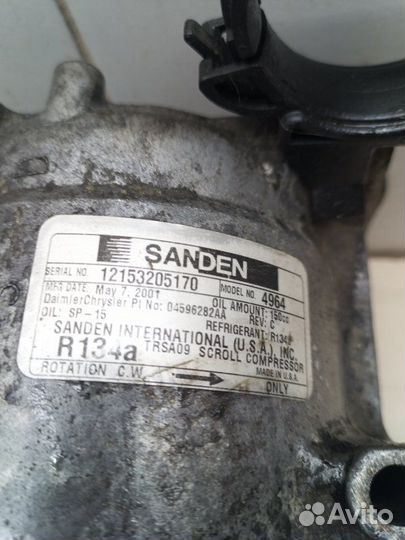 SANDEN
SERIAL NO. 12153205170 MODEL NO. 4964
MFG DATE. May 7, 2001 OIL AMOUNT: 150cc
DaimlerChrysler P/ No: 04596282AA REV: C
OIL: SP-15 REFRIGERANT: R134a
SANDEN INTERNATIONAL (U.S.A.), INC.
R134a TRSA09 SCROLL COMPRESSOR
MADE IN U.S.A.
ROTATION C.W. ONLY
Avito